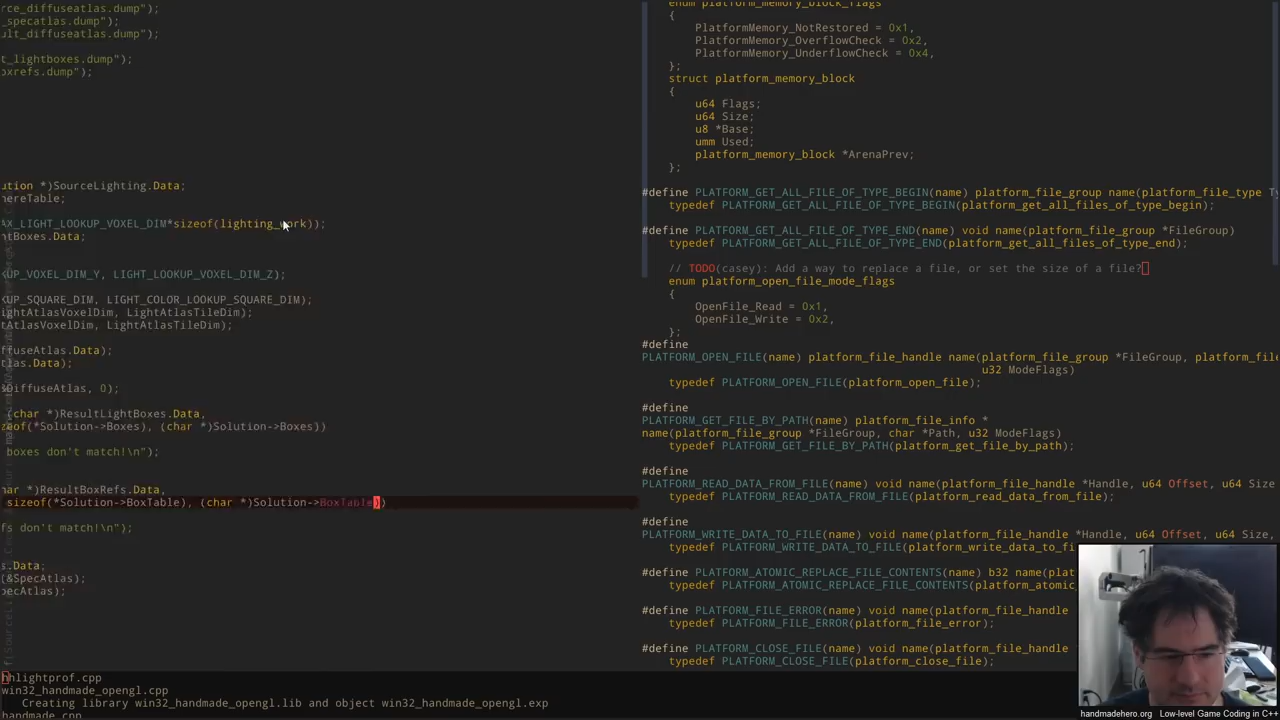 rce_diffuseatlas.dump");
_specatlas.dump");
ult_diffuseatlas.dump");
t_lightboxes.dump");
oxrefs.dump");
ution *)SourceLighting.Data;
hereTable;
AX_LIGHT_LOOKUP_VOXEL_DIM*sizeof(lighting_work));
ntBoxes.Data;
KUP_VOXEL_DIM_Y, LIGHT_LOOKUP_VOXEL_DIM_Z);
KUP_SQUARE_DIM, LIGHT_COLOR_LOOKUP_SQUARE_DIM);
ightAtlasVoxelDim, LightAtlasTileDim);
tAtlasVoxelDim, LightAtlasTileDim);
ffuseAtlas.Data);
tlas.Data);
DiffuseAtlas, 0);
(char *)ResultLightBoxes.Data,
zeof(*Solution->Boxes), (char *)Solution->Boxes))
boxes don't match!\n");
har *)ResultBoxRefs.Data,
sizeof(*Solution->BoxTable), (char *)Solution->BoxTable))
fs don't match!\n");
s.Data;
(&SpecAtlas);
pecAtlas);
hhlightprof.cpp
win32_handmade_opengl.cpp
Creating library win32_handmade_opengl.lib and object win32_handmade_opengl.exp
handmade.cpp
enum platform_memory_block_flags
{
PlatformMemory_NotRestored = 0x1,
PlatformMemory_OverflowCheck = 0x2,
PlatformMemory_UnderflowCheck = 0x4,
};
struct platform_memory_block
{
u64 Flags;
u64 Size;
u8 *Base;
umm Used;
platform_memory_block *ArenaPrev;
};
#define PLATFORM_GET_ALL_FILE_OF_TYPE_BEGIN(name) platform_file_group name(platform_file_type Ty
typedef PLATFORM_GET_ALL_FILE_OF_TYPE_BEGIN(platform_get_all_files_of_type_begin);
#define PLATFORM_GET_ALL_FILE_OF_TYPE_END(name) void name(platform_file_group *FileGroup)
typedef PLATFORM_GET_ALL_FILE_OF_TYPE_END(platform_get_all_files_of_type_end);
// TODO(casey): Add a way to replace a file, or set the size of a file?
enum platform_open_file_mode_flags
{
OpenFile_Read = 0x1,
OpenFile_Write = 0x2,
};
#define
PLATFORM_OPEN_FILE(name) platform_file_handle name(platform_file_group *FileGroup, platform_fil
u32 ModeFlags)
typedef PLATFORM_OPEN_FILE(platform_open_file);
#define
PLATFORM_GET_FILE_BY_PATH(name) platform_file_info *
name(platform_file_group *FileGroup, char *Path, u32 ModeFlags)
typedef PLATFORM_GET_FILE_BY_PATH(platform_get_file_by_path);
#define
PLATFORM_READ_DATA_FROM_FILE(name) void name(platform_file_handle *Handle, u64 Offset, u64 Size
typedef PLATFORM_READ_DATA_FROM_FILE(platform_read_data_from_file);
#define
PLATFORM_WRITE_DATA_TO_FILE(name) void name(platform_file_handle *Handle, u64 Offset, u64 Size,
typedef PLATFORM_WRITE_DATA_TO_FILE(platform_write_data_to_fi
#define PLATFORM_ATOMIC_REPLACE_FILE_CONTENTS(name) b32 name(plat
typedef PLATFORM_ATOMIC_REPLACE_FILE_CONTENTS(platform_atomic_
#define PLATFORM_FILE_ERROR(name) void name(platform_file_handle
typedef PLATFORM_FILE_ERROR(platform_file_error);
#define PLATFORM_CLOSE_FILE(name) void name(platform_file_handle
typedef PLATFORM_CLOSE_FILE(platform_close_file);
handmadehero.org Low-level Game Coding in C++